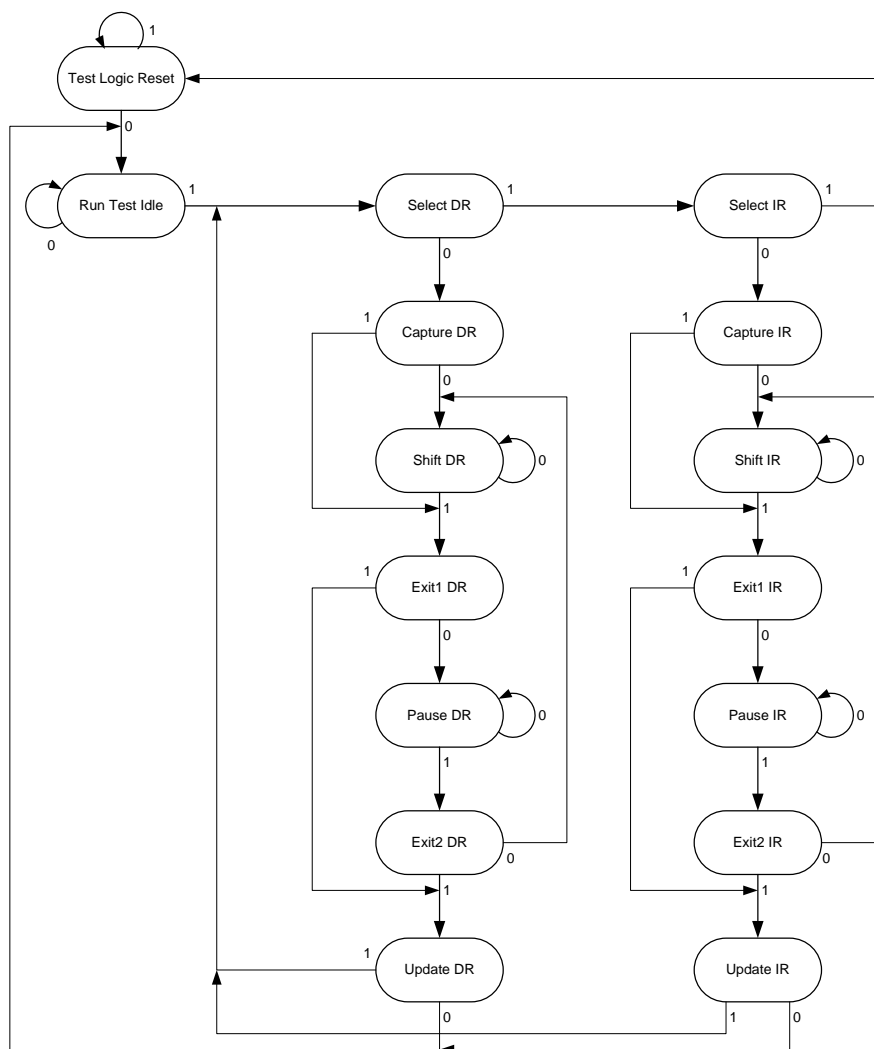 1
Test Logic Reset
0
Run Test Idle
1
0
Select DR
1
Select IR
1
0
0
1
Capture DR
1
Capture IR
0
0
Shift DR
0
Shift IR
0
1
1
1
Exit1 DR
1
Exit1 IR
0
0
Pause DR
0
Pause IR
0
1
1
Exit2 DR
0
Exit2 IR
0
1
1
1
Update DR
Update IR
0
1
0